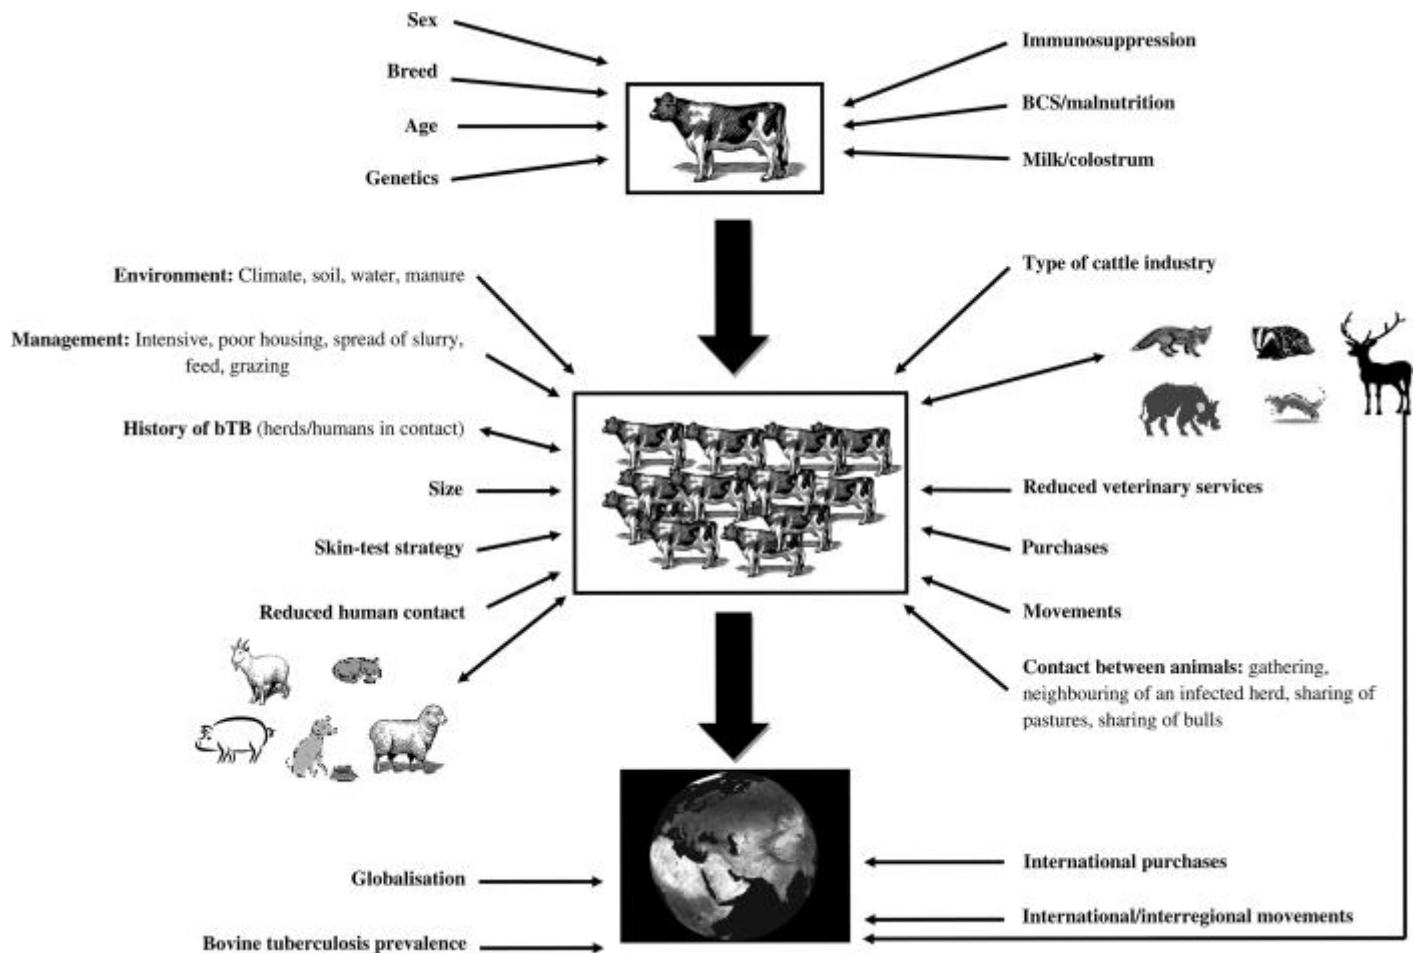 Sex
Breed
Age
Genetics
Immunosuppression
BCS/malnutrition
Milk/colostrum
Environment: Climate, soil, water, manure
Management: Intensive, poor housing, spread of slurry,
feed, grazing
History of bTB (herds/humans in contact)
Size
Skin-test strategy
Reduced human contact
Type of cattle industry
Reduced veterinary services
Purchases
Movements
Contact between animals: gathering,
neighbouring of an infected herd, sharing of
pastures, sharing of bulls
Globalisation
Bovine tuberculosis prevalence
International purchases
International/interregional movements